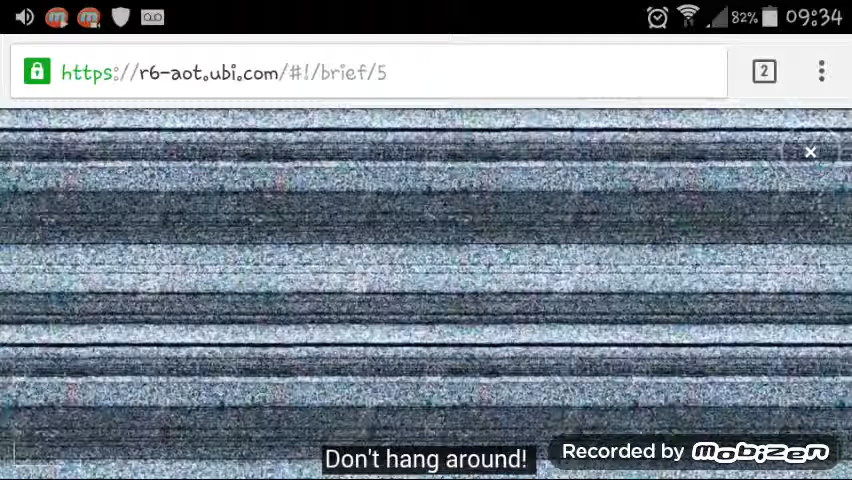 82% 09:34
https://r6-aot.ubi.com/#!/brief/5
2
Don't hang around!
Recorded by mobizen